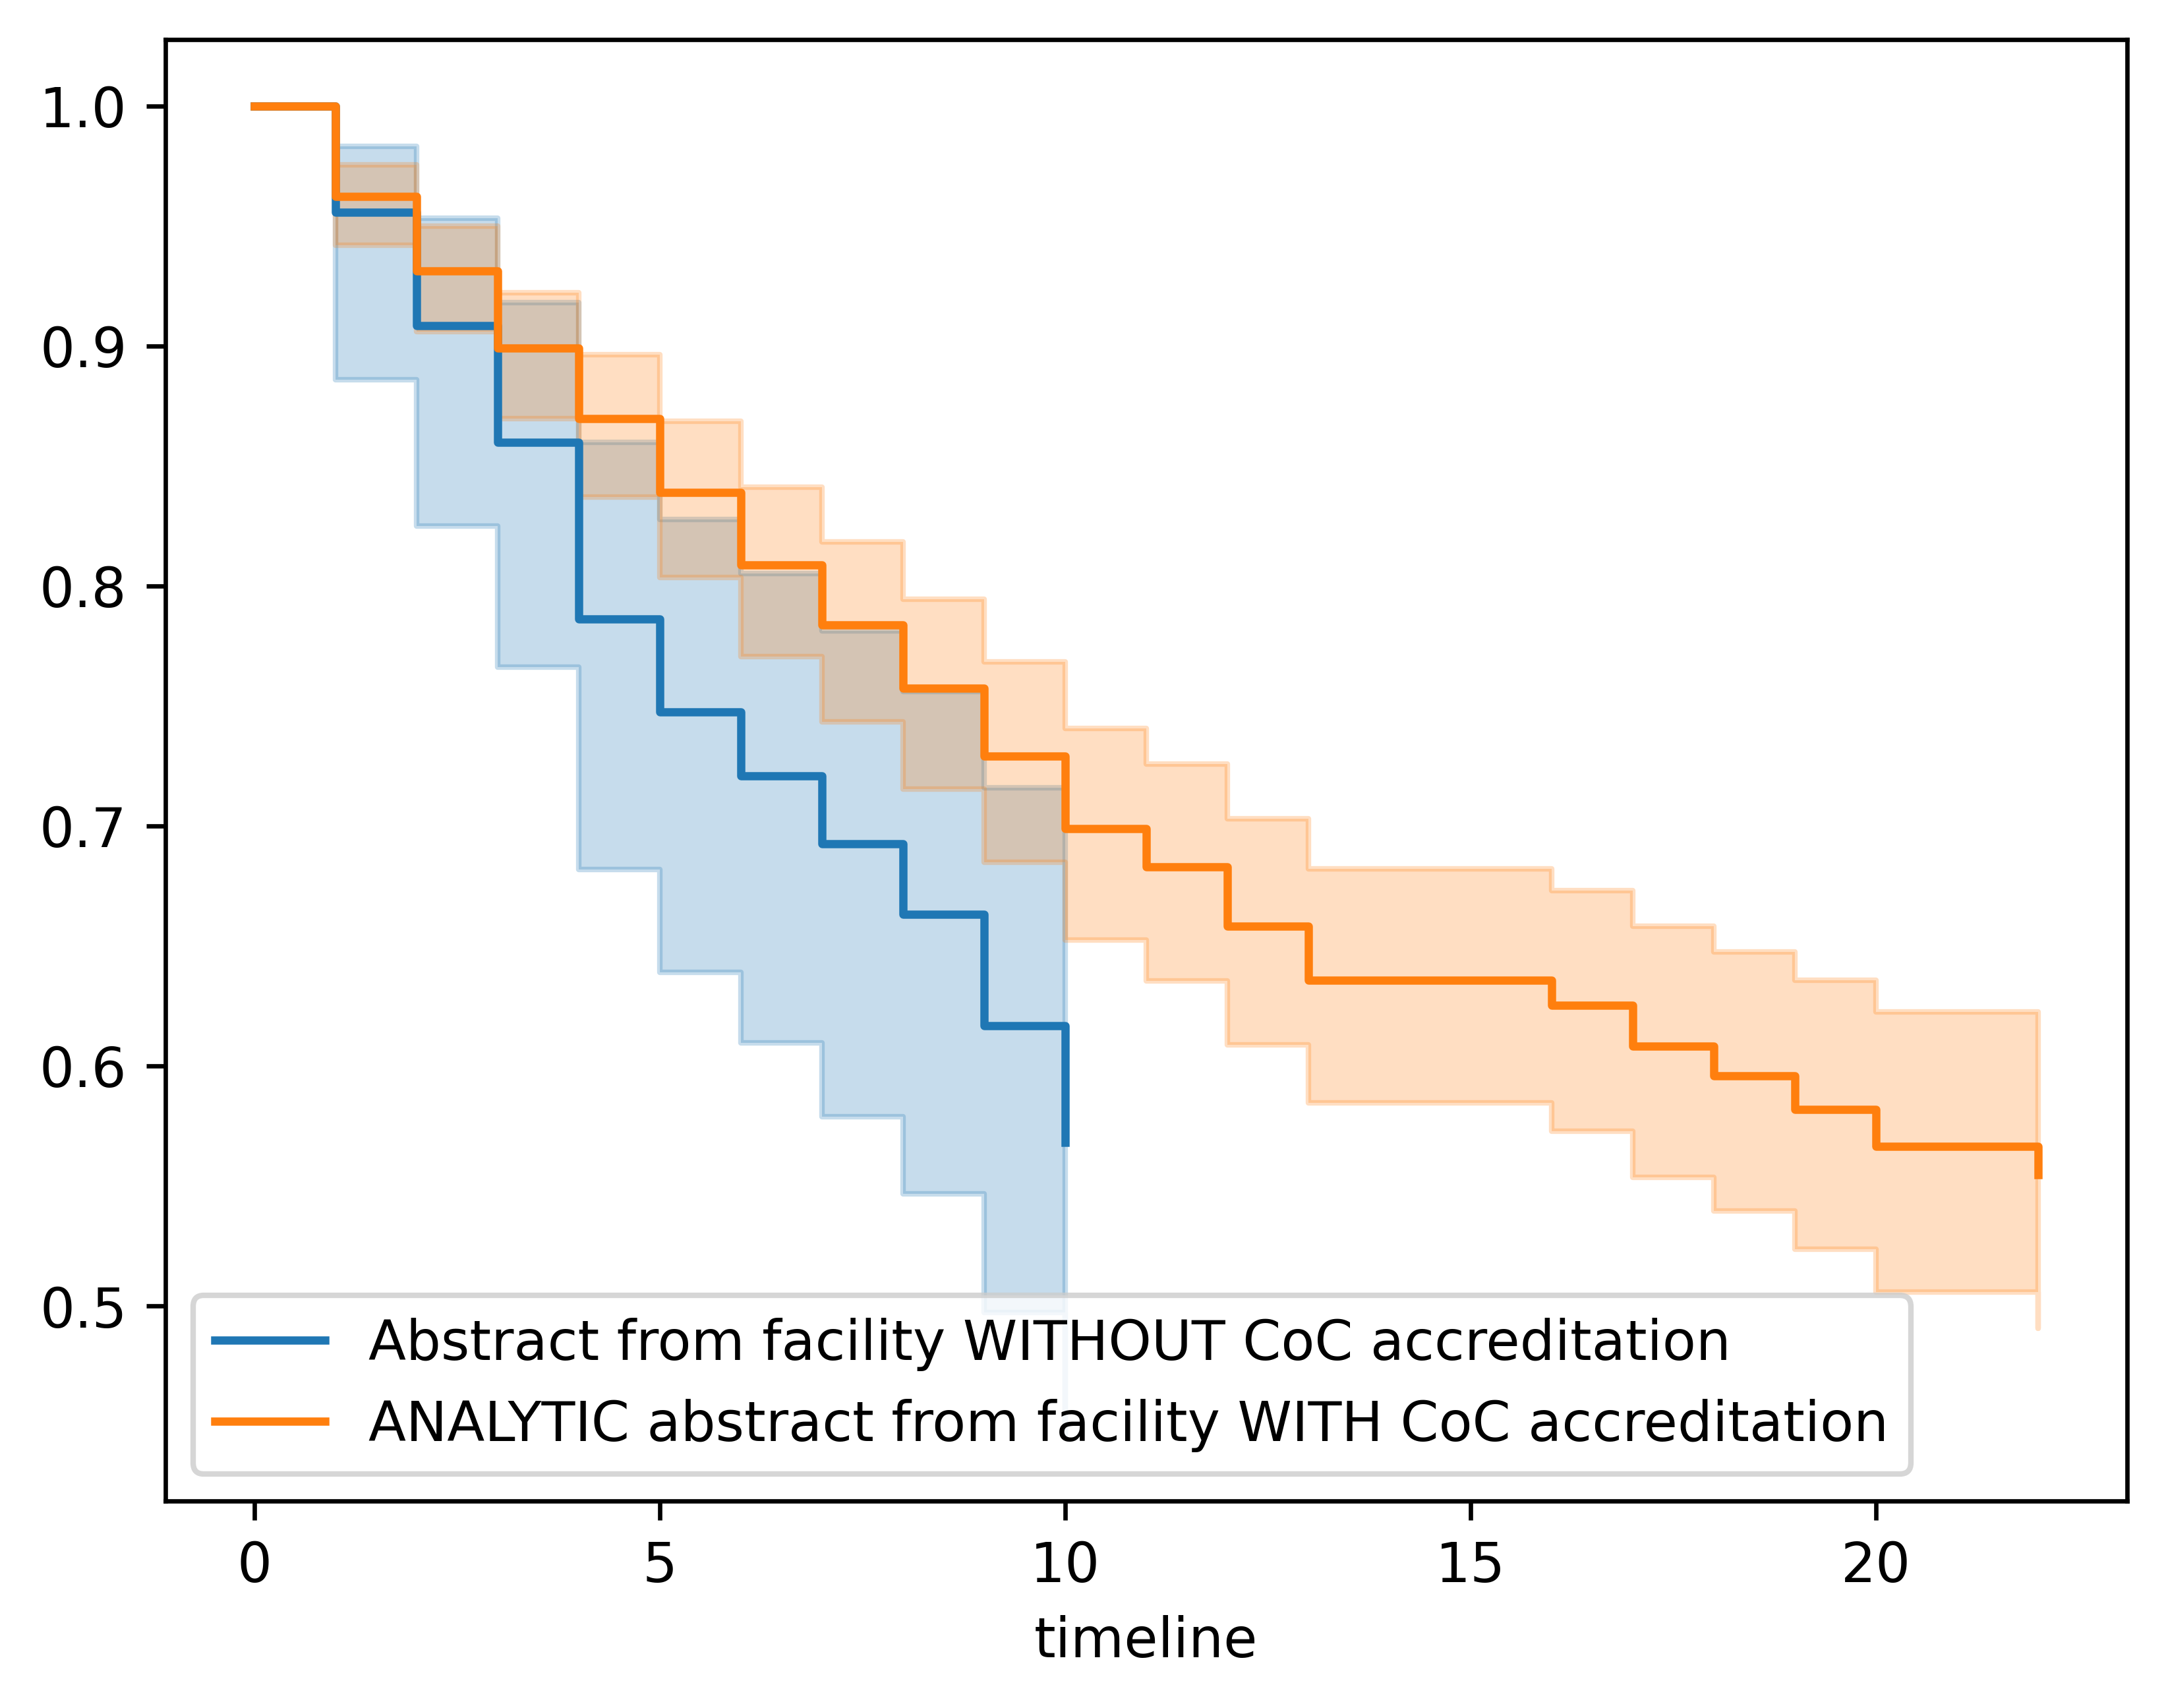 1.0
0.9
0.8
0.7
0.6
0.5
Abstract from facility WITHOUT CoC accreditation
ANALYTIC abstract from facility WITH CoC accreditation
0 5 10 15 20
timeline